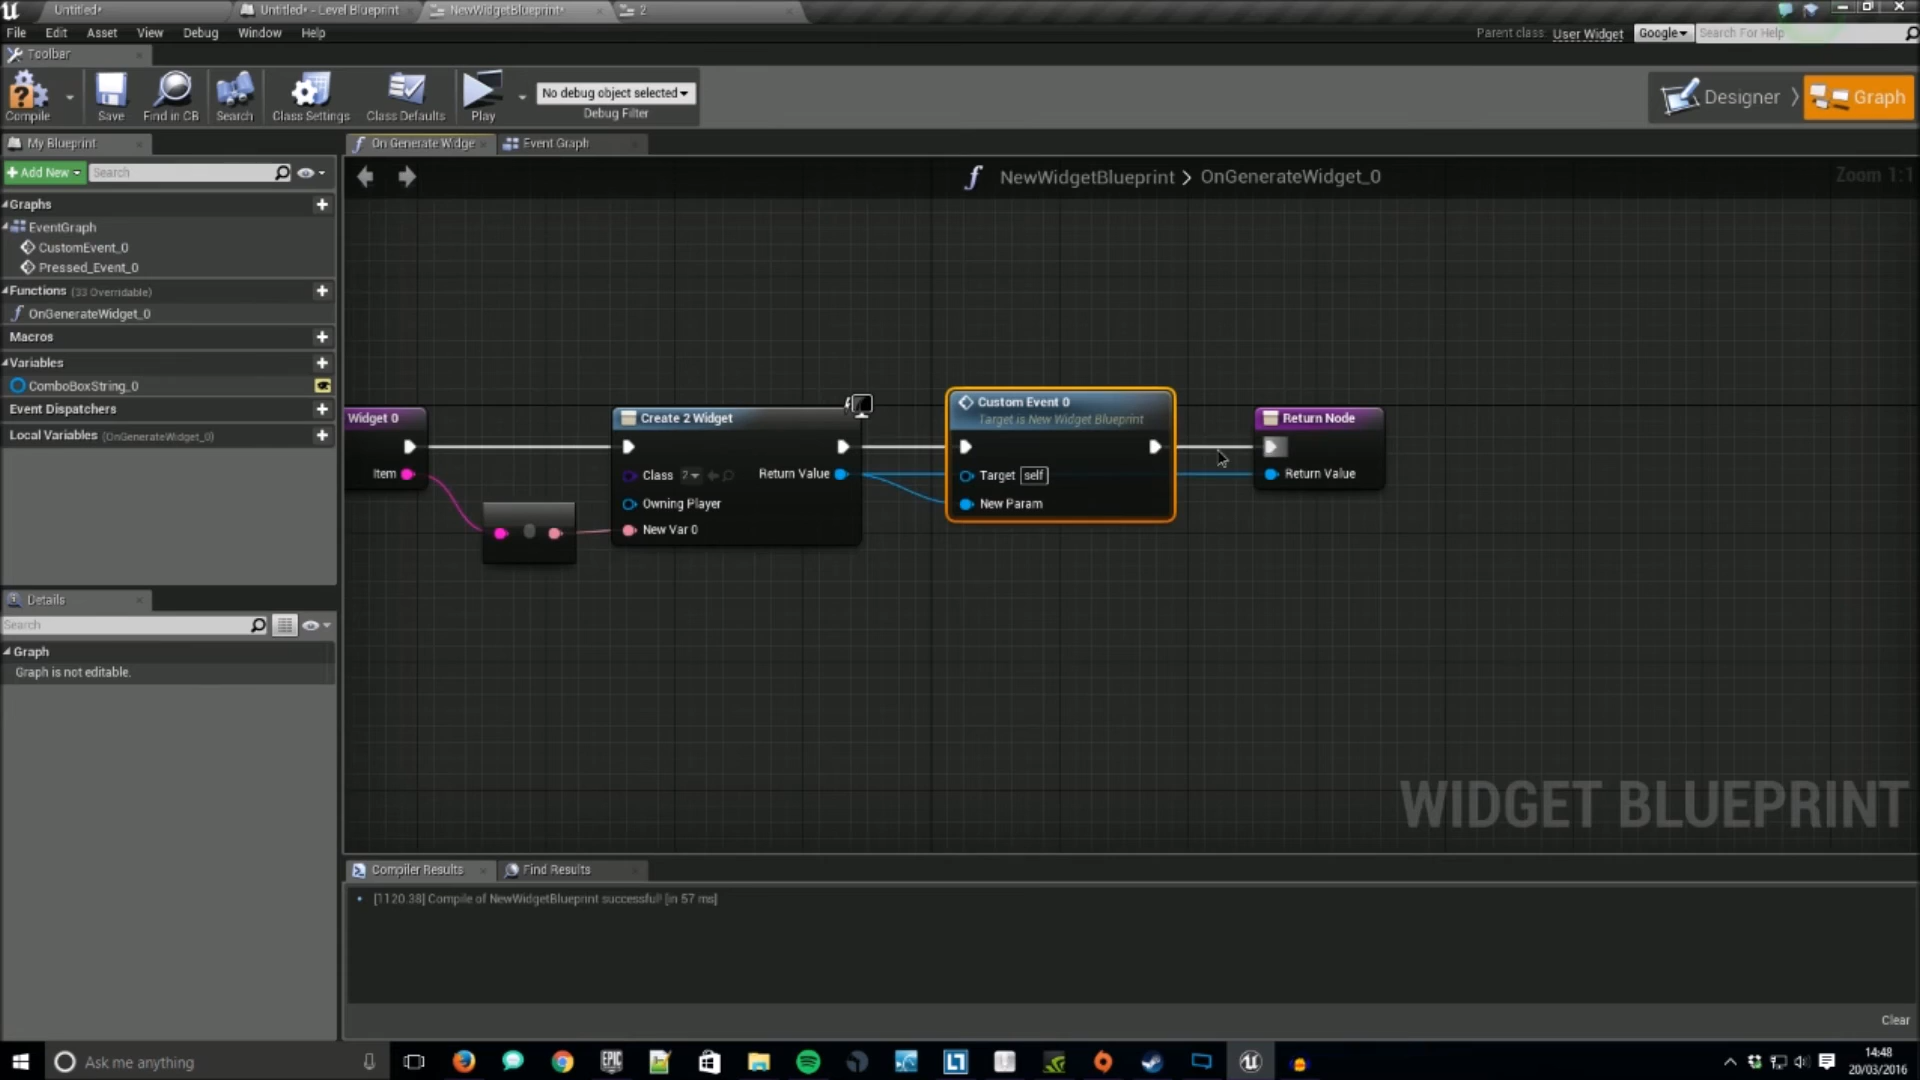 Untitled*
Untitled* - Level Blueprint
NewWidgetBlueprint*
2
File Edit Asset View Debug Window Help
Parent class: User Widget
Google
Search For Help
Toolbar
Compile
Save
Find in CB
Search
Class Settings
Class Defaults
Play
No debug object selected
Debug Filter
Designer
Graph
My Blueprint
On Generate Widge
Event Graph
+Add New
Search
NewWidgetBlueprint > OnGenerateWidget_0
Zoom 1:1
Graphs
EventGraph
CustomEvent_0
Pressed_Event_0
Functions (33 Overridable)
OnGenerateWidget_0
Macros
Variables
ComboBoxString_0
Event Dispatchers
Local Variables (OnGenerateWidget_0)
Widget 0
Item
Create 2 Widget
Class 2
Return Value
Owning Player
New Var 0
Custom Event 0
Target is New Widget Blueprint
Target self
New Param
Return Node
Return Value
Details
Search
Graph
Graph is not editable.
WIDGET BLUEPRINT
Compiler Results
Find Results
• [1120.38] Compile of NewWidgetBlueprint successful! [in 57 ms]
Clear
Ask me anything
EPIC
14:48
20/03/2016